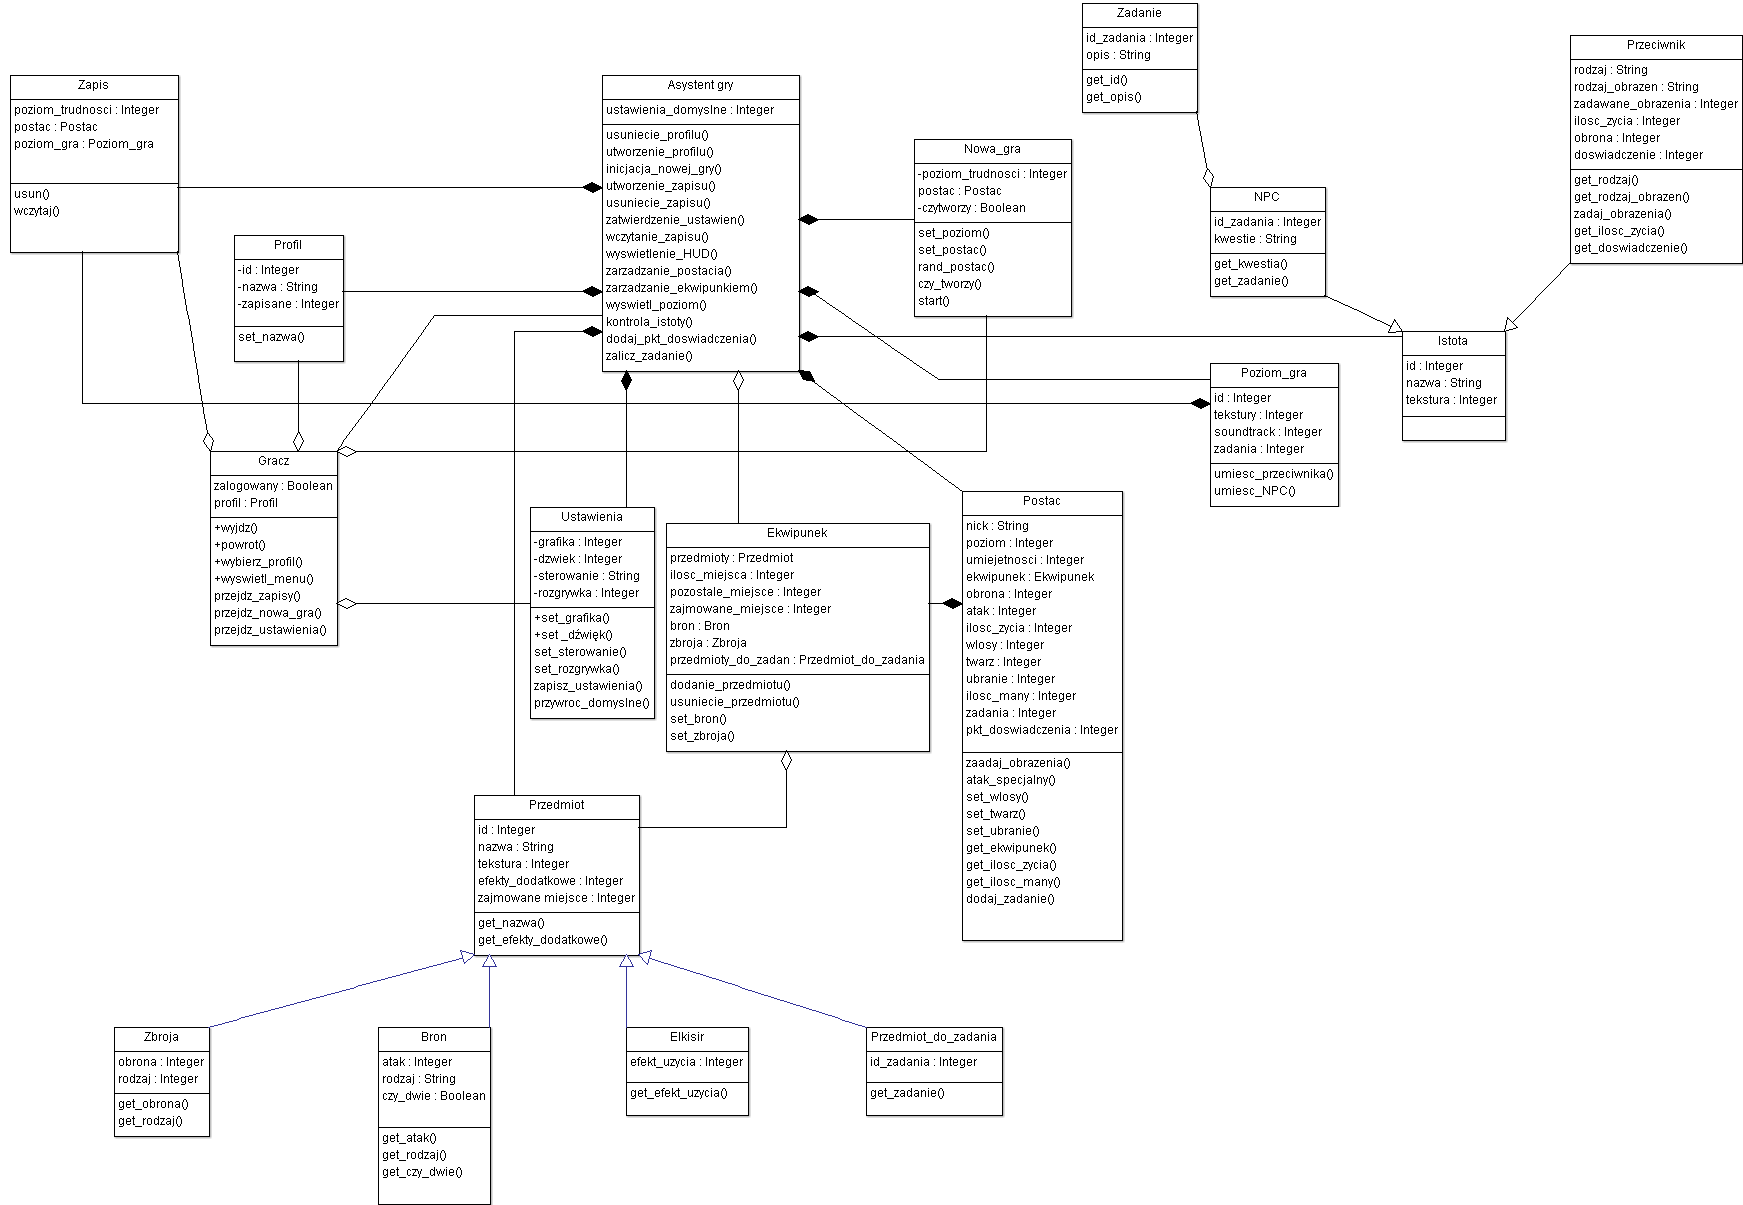 Zadanie
id_zadania : Integer
opis : String
get_id()
get_opis()
Przeciwnik
rodzaj : String
rodzaj_obrazen : String
zadawane_obrazenia : Integer
ilosc_zycia : Integer
obrona : Integer
doswiadczenie : Integer
get_rodzaj()
get_rodzaj_obrazen()
zadaj_obrazenia()
get_ilosc_zycia()
get_doswiadczenie()
Zapis
poziom_trudnosci : Integer
postac : Postac
poziom_gra : Poziom_gra
usun()
wczytaj()
Asystent gry
ustawienia_domyslne : Integer
usuniecie_profilu()
utworzenie_profilu()
inicjacja_nowej_gry()
utworzenie_zapisu()
usuniecie_zapisu()
zatwierdzenie_ustawien()
wczytanie_zapisu()
wyswietlenie_HUD()
zarzadzanie_postacia()
zarzadzanie_ekwipunkiem()
wyswietl_poziom()
kontrola_istoty()
dodaj_pkt_doswiadczenia()
zalicz_zadanie()
Nowa_gra
-poziom_trudnosci : Integer
postac : Postac
-czytworzy : Boolean
set_poziom()
set_postac()
rand_postac()
czy_tworzy()
start()
NPC
id_zadania : Integer
kwestie : String
get_kwestia()
get_zadanie()
Profil
-id : Integer
-nazwa : String
-zapisane : Integer
set_nazwa()
Istota
id : Integer
nazwa : String
tekstura : Integer
Poziom_gra
id : Integer
tekstury : Integer
soundtrack : Integer
zadania : Integer
umiesc_przeciwnika()
umiesc_NPC()
Gracz
zalogowany : Boolean
profil : Profil
+wyjdz()
+powrot()
+wybierz_profil()
+wyswietl_menu()
przejdz_zapisy()
przejdz_nowa_gra()
przejdz_ustawienia()
Ustawienia
-grafika : Integer
-dzwiek : Integer
-sterowanie : String
-rozgrywka : Integer
+set_grafika()
+set _dźwięk()
set_sterowanie()
set_rozgrywka()
zapisz_ustawienia()
przywroc_domyslne()
Ekwipunek
przedmioty : Przedmiot
ilosc_miejsca : Integer
pozostale_miejsce : Integer
zajmowane_miejsce : Integer
bron : Bron
zbroja : Zbroja
przedmioty_do_zadan : Przedmiot_do_zadania
dodanie_przedmiotu()
usuniecie_przedmiotu()
set_bron()
set_zbroja()
Postac
nick : String
poziom : Integer
umiejetnosci : Integer
ekwipunek : Ekwipunek
obrona : Integer
atak : Integer
ilosc_zycia : Integer
wlosy : Integer
twarz : Integer
ubranie : Integer
ilosc_many : Integer
zadania : Integer
pkt_doswiadczenia : Integer
zaadaj_obrazenia()
atak_specjalny()
set_wlosy()
set_twarz()
set_ubranie()
get_ekwipunek()
get_ilosc_zycia()
get_ilosc_many()
dodaj_zadanie()
Przedmiot
id : Integer
nazwa : String
tekstura : Integer
efekty_dodatkowe : Integer
zajmowane miejsce : Integer
get_nazwa()
get_efekty_dodatkowe()
Zbroja
obrona : Integer
rodzaj : Integer
get_obrona()
get_rodzaj()
Bron
atak : Integer
rodzaj : String
czy_dwie : Boolean
get_atak()
get_rodzaj()
get_czy_dwie()
Elkisir
efekt_uzycia : Integer
get_efekt_uzycia()
Przedmiot_do_zadania
id_zadania : Integer
get_zadanie()